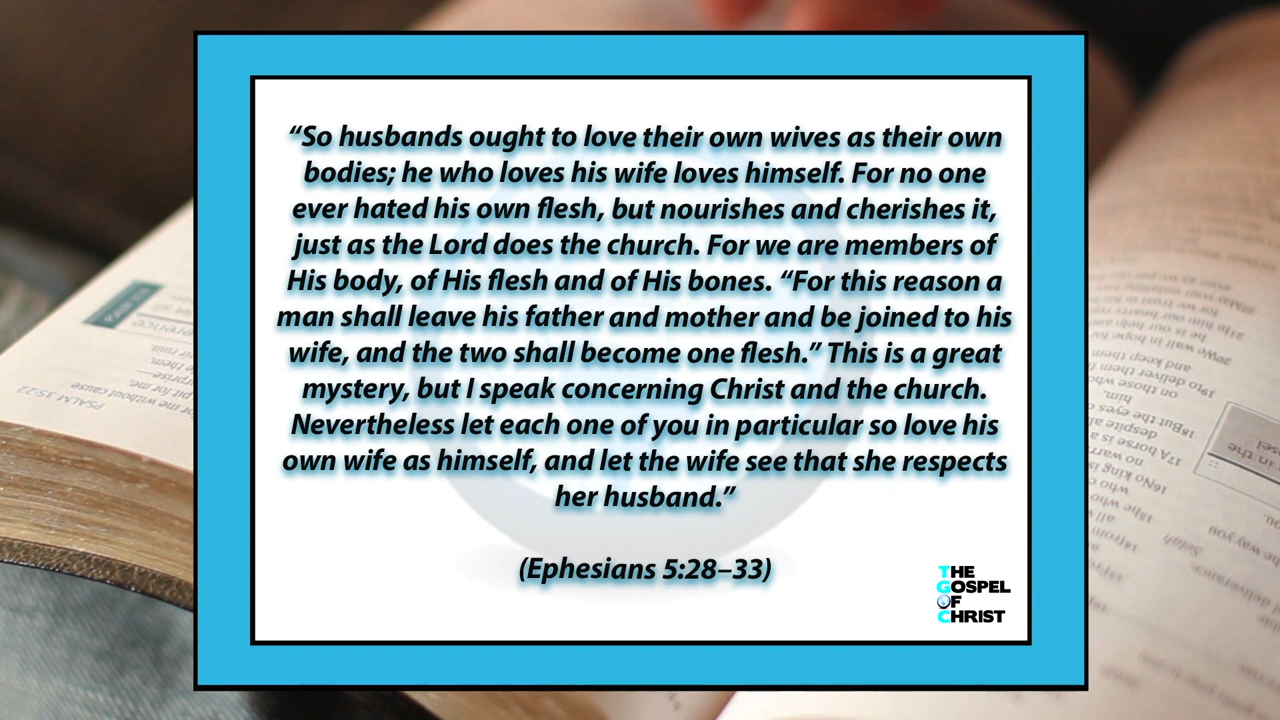 “So husbands ought to love their own wives as their own
bodies; he who loves his wife loves himself. For no one
ever hated his own flesh, but nourishes and cherishes it,
just as the Lord does the church. For we are members of
His body, of His flesh and of His bones. “For this reason a
man shall leave his father and mother and be joined to his
wife, and the two shall become one flesh.” This is a great
mystery, but I speak concerning Christ and the church.
Nevertheless let each one of you in particular so love his
own wife as himself, and let the wife see that she respects
her husband.”
(Ephesians 5:28–33)
THE
GOSPEL
OF
CHRIST
PSALM 35:22